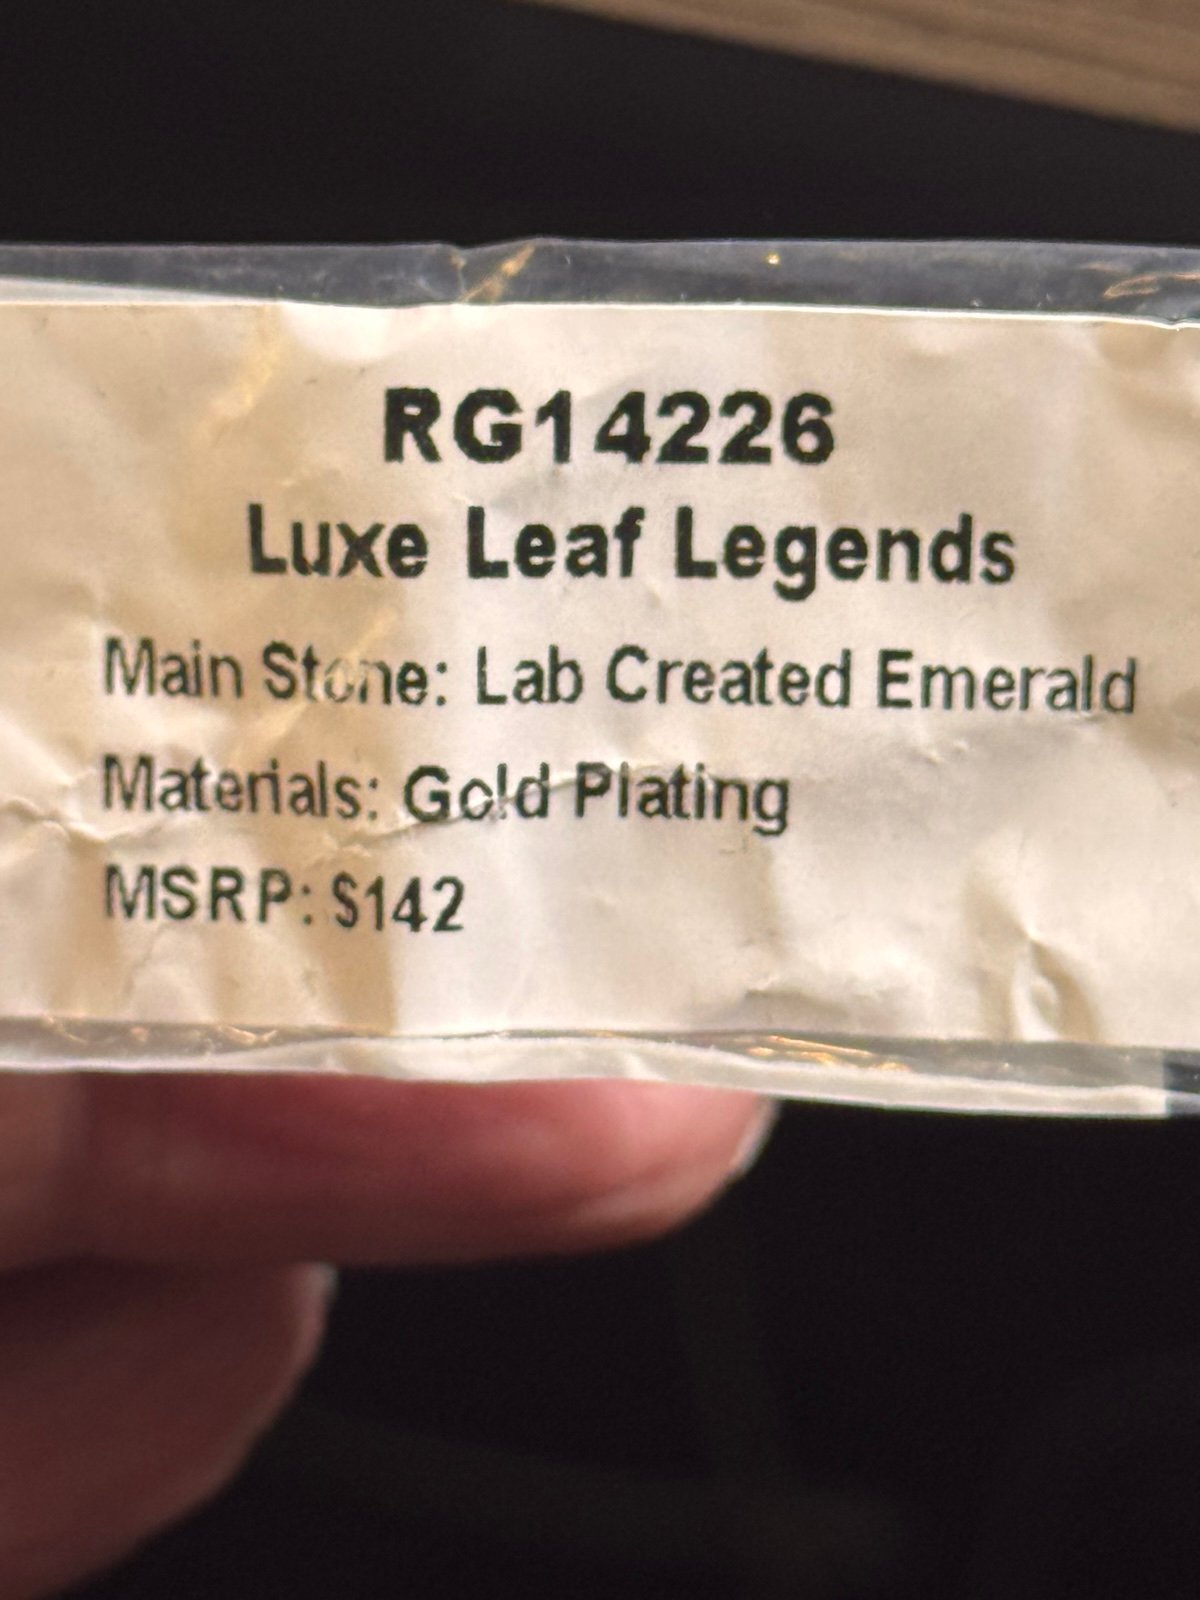 RG14226
Luxe Leaf Legends
Main Stone: Lab Created Emerald
Materials: Gold Plating
MSRP: $142